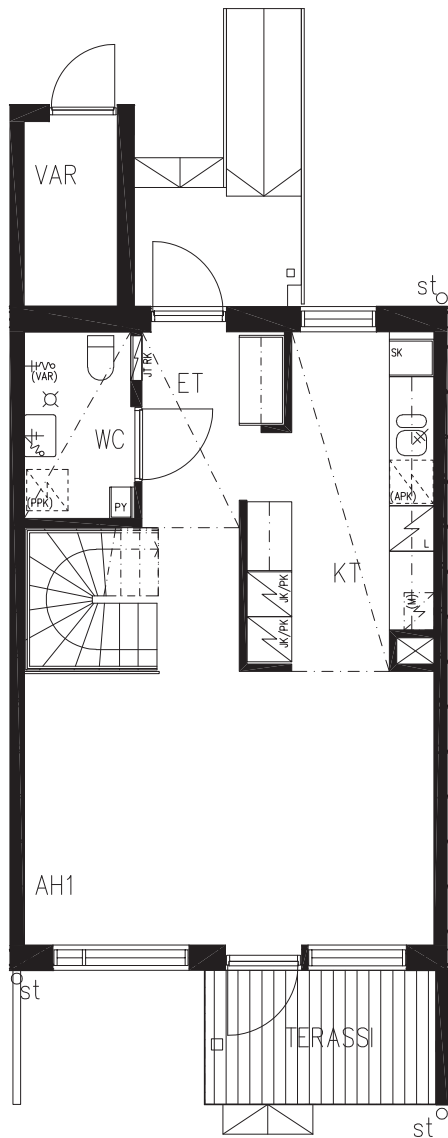 VAR
st
SK
JT RK
ET
(VAR)
WC
(PPK)
PY
(APK)
L
KT
JK/PK
(M)
JK/PK
AH1
st
TERASSI
st